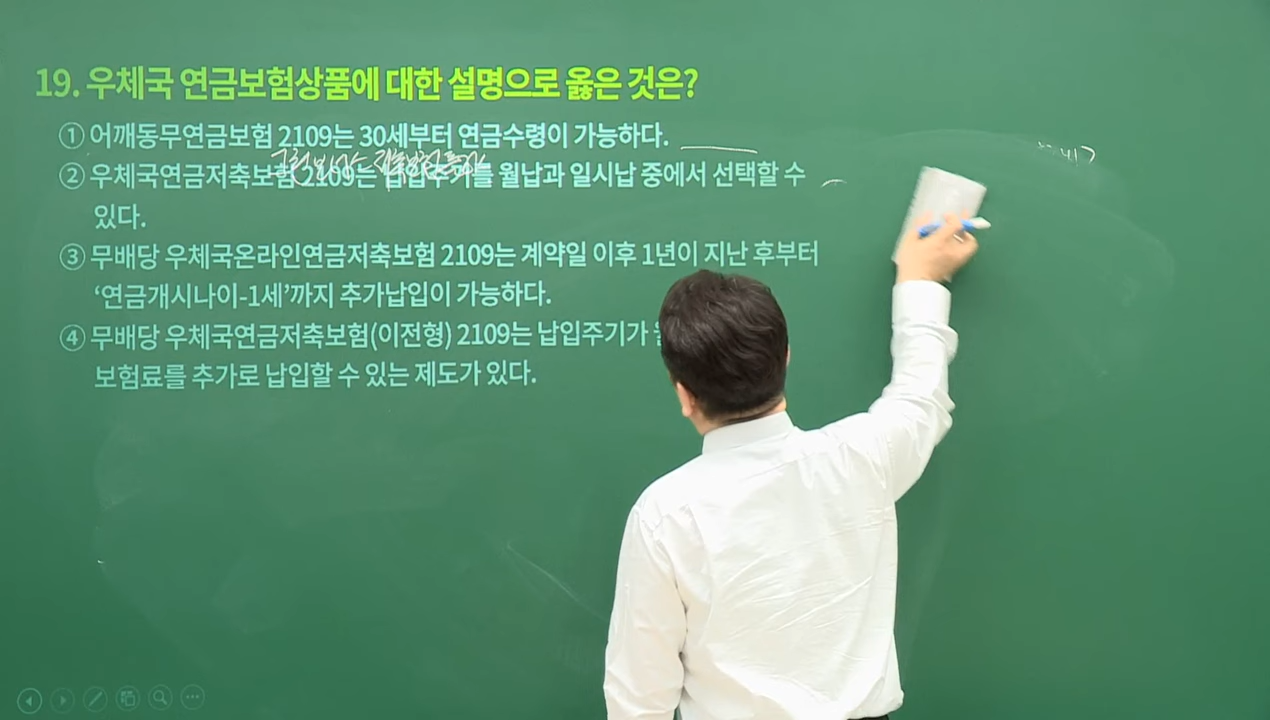 19. 우체국 연금보험상품에 대한 설명으로 옳은 것은?
① 어깨동무연금보험 2109는 30세부터 연금수령이 가능하다.
② 우체국연금저축보험 2109는 납입주기를 월납과 일시납 중에서 선택할 수
있다.
③ 무배당 우체국온라인연금저축보험 2109는 계약일 이후 1년이 지난 후부터
‘연금개시나이-1세’까지 추가납입이 가능하다.
④ 무배당 우체국연금저축보험(이전형) 2109는 납입주기가
보험료를 추가로 납입할 수 있는 제도가 있다.